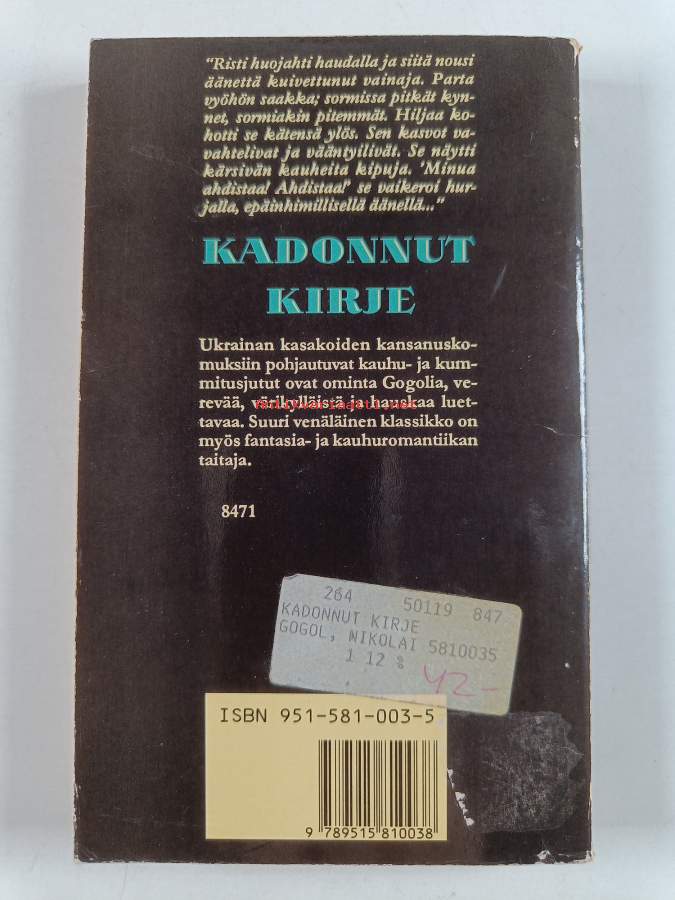 "Risti huojahti haudalla ja siitä nousi
äänettä kuivettunut vainaja. Parta
vyöhön saakka; sormissa pitkät kyn-
net, sormiakin pitemmät. Hiljaa ko-
hotti se kätensä ylös. Sen kasvot va-
vahtelivat ja vääntyilivät. Se näytti
kärsivän kauheita kipuja. 'Minua
ahdistaa! Ahdistaa!' se vaikeroi hur-
jalla, epäinhimillisellä äänellä..."
KADONNUT
KIRJE
Ukrainan kasakoiden kansanusko-
muksiin pohjautuvat kauhu- ja kum-
mitusjutut ovat ominta Gogolia, ve-
revää, värikylläistä ja hauskaa luet-
tavaa. Suuri venäläinen klassikko on
myös fantasia- ja kauhuromantiikan
taitaja.
8471
264 50119 847
KADONNUT KIRJE
GOGOL, NIKOLAI 5810035
1 12 %
42-
ISBN 951-581-003-5
9 789515 810038